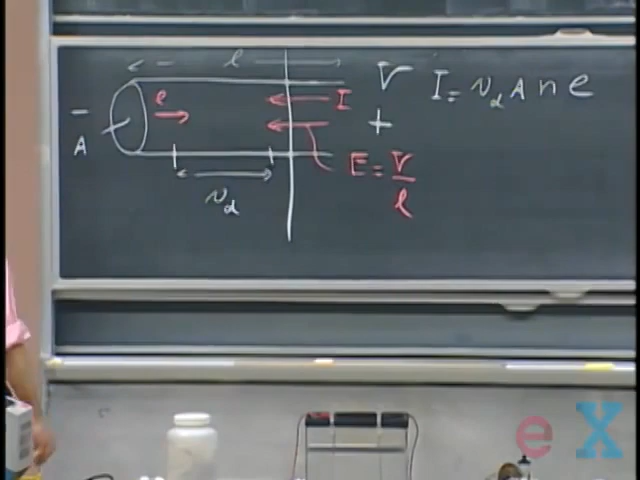 l V I = v_d A n e
e I
- +
A E = V/l
v_d
eX